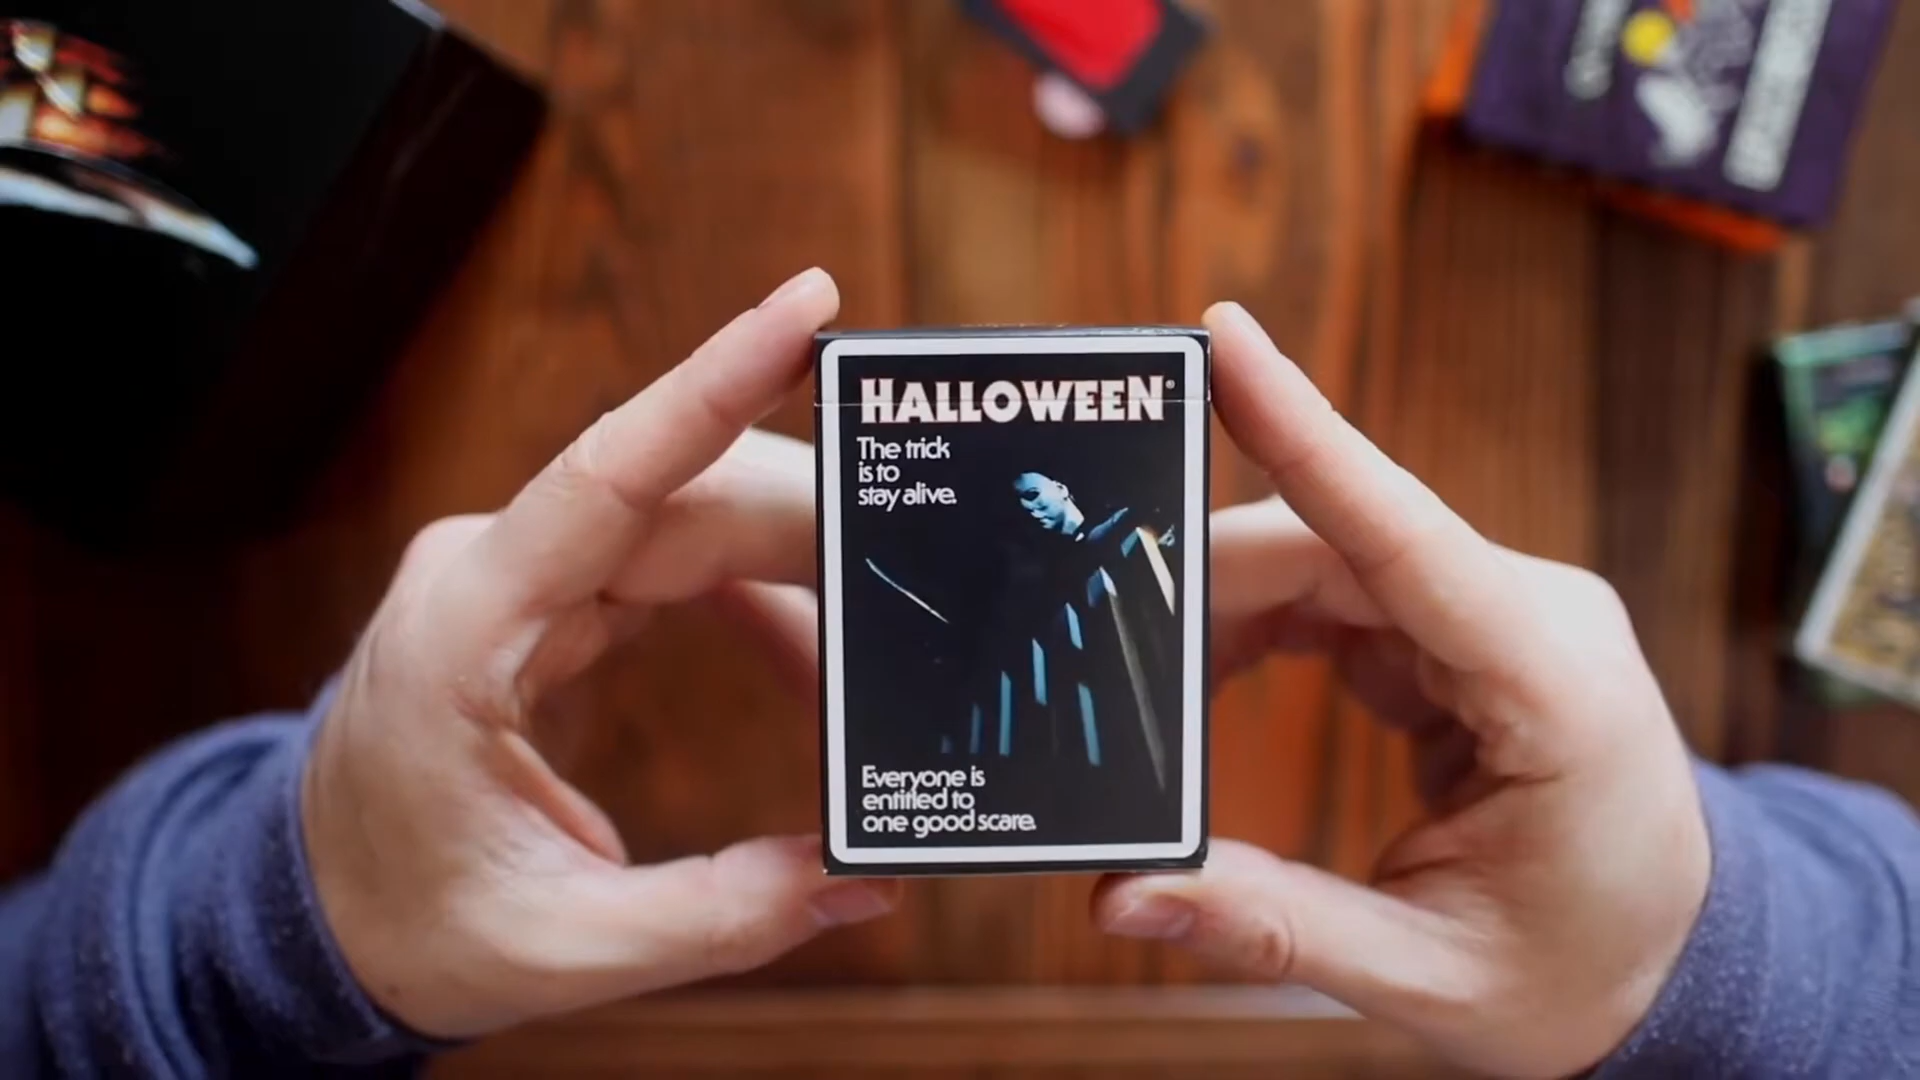 HALLOWEEN®
The trick
is to
stay alive.
Everyone is
entitled to
one good scare.